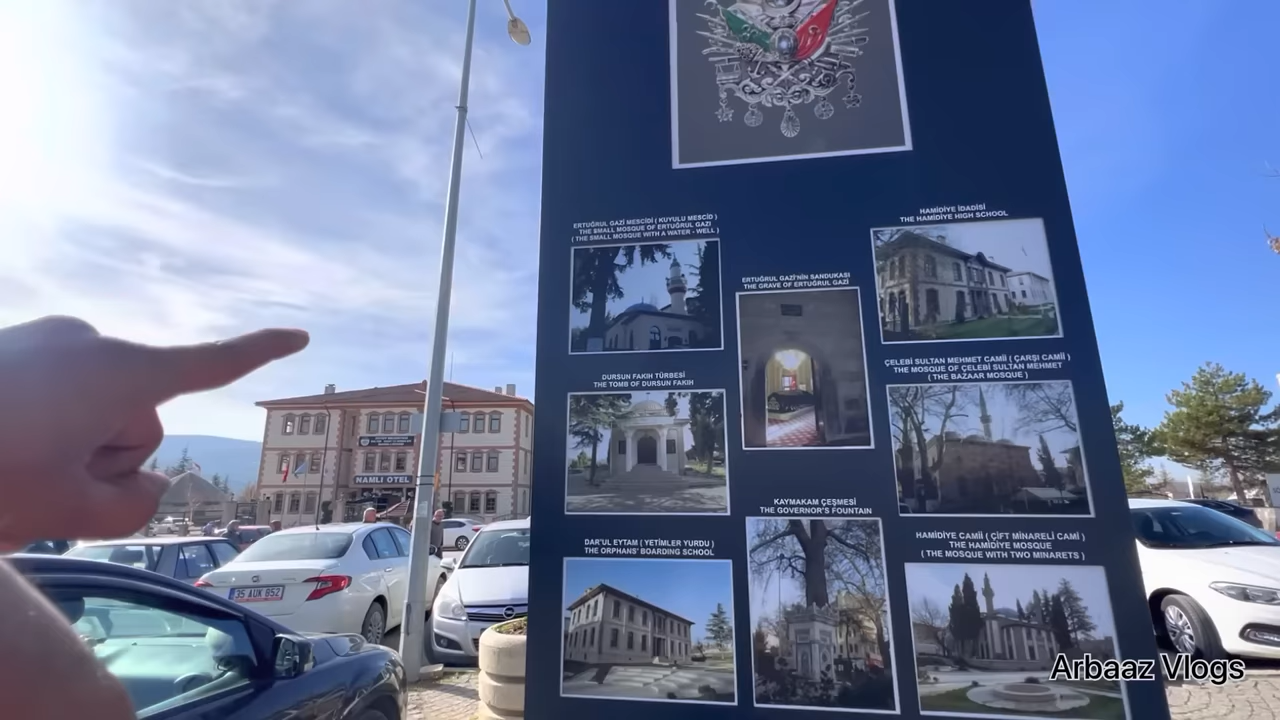 ERTUĞRUL GAZİ MESCİDİ ( KUYULU MESCİD )
THE SMALL MOSQUE OF ERTUĞRUL GAZI
( THE SMALL MOSQUE WITH A WATER - WELL )
HAMİDİYE İDADİSİ
THE HAMİDİYE HIGH SCHOOL
ERTUĞRUL GAZİ'NİN SANDUKASI
THE GRAVE OF ERTUĞRUL GAZİ
DURSUN FAKIH TÜRBESİ
THE TOMB OF DURSUN FAKIH
ÇELEBİ SULTAN MEHMET CAMİİ ( ÇARŞI CAMİİ )
THE MOSQUE OF ÇELEBİ SULTAN MEHMET
( THE BAZAAR MOSQUE )
DAR'UL EYTAM ( YETİMLER YURDU )
THE ORPHANS' BOARDING SCHOOL
KAYMAKAM ÇEŞMESİ
THE GOVERNOR'S FOUNTAIN
HAMİDİYE CAMİİ ( ÇİFT MİNARELİ CAMİ )
THE HAMİDİYE MOSQUE
( THE MOSQUE WITH TWO MINARETS )
NAMLI OTEL
35 AUK 852
Arbaaz Vlogs